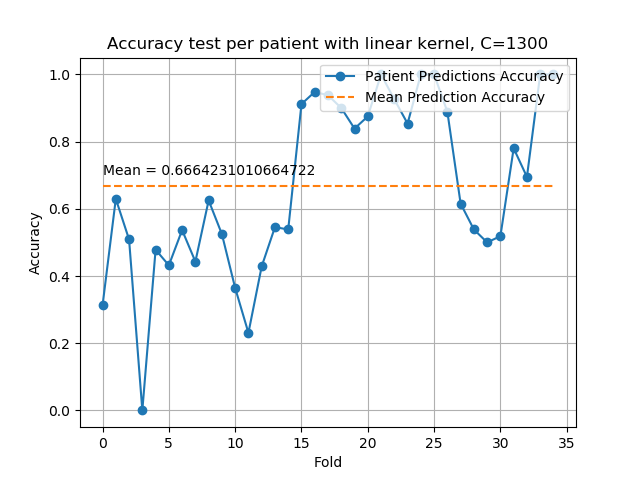 Accuracy test per patient with linear kernel, C=1300
Patient Predictions Accuracy
Mean Prediction Accuracy
Mean = 0.6664231010664722
1.0
0.8
0.6
0.4
0.2
0.0
Accuracy
0 5 10 15 20 25 30 35
Fold